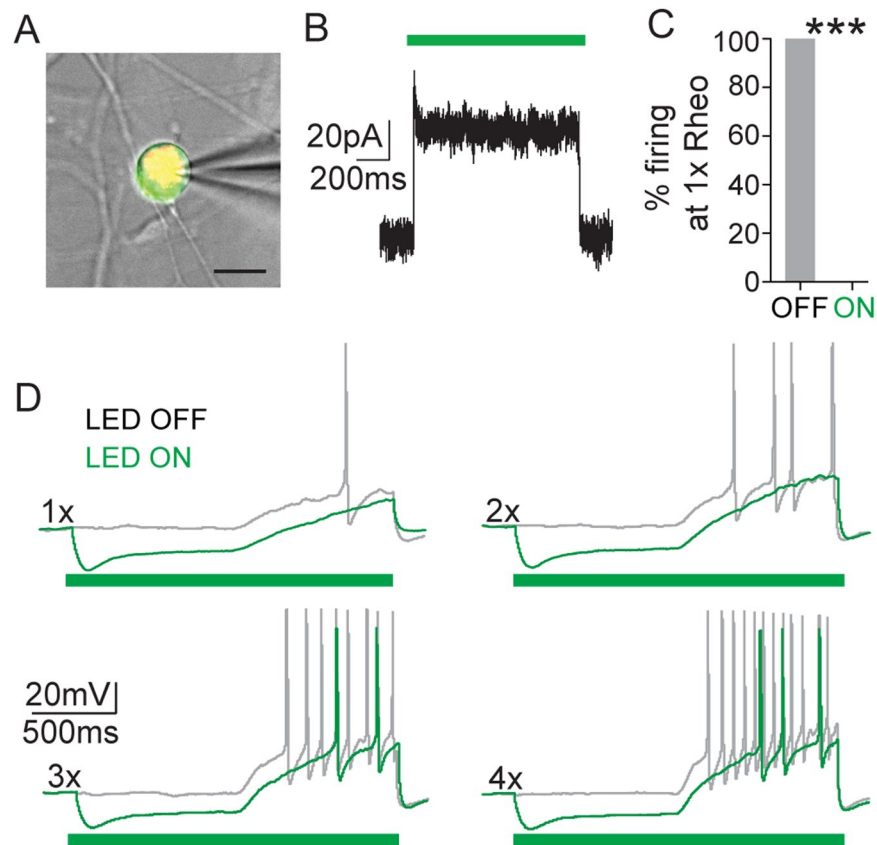 A
B
20pA
200ms
C
***
% firing
at 1x Rheo
100
80
60
40
20
0
OFF ON
D
LED OFF
LED ON
1x
2x
20mV
500ms
3x
4x